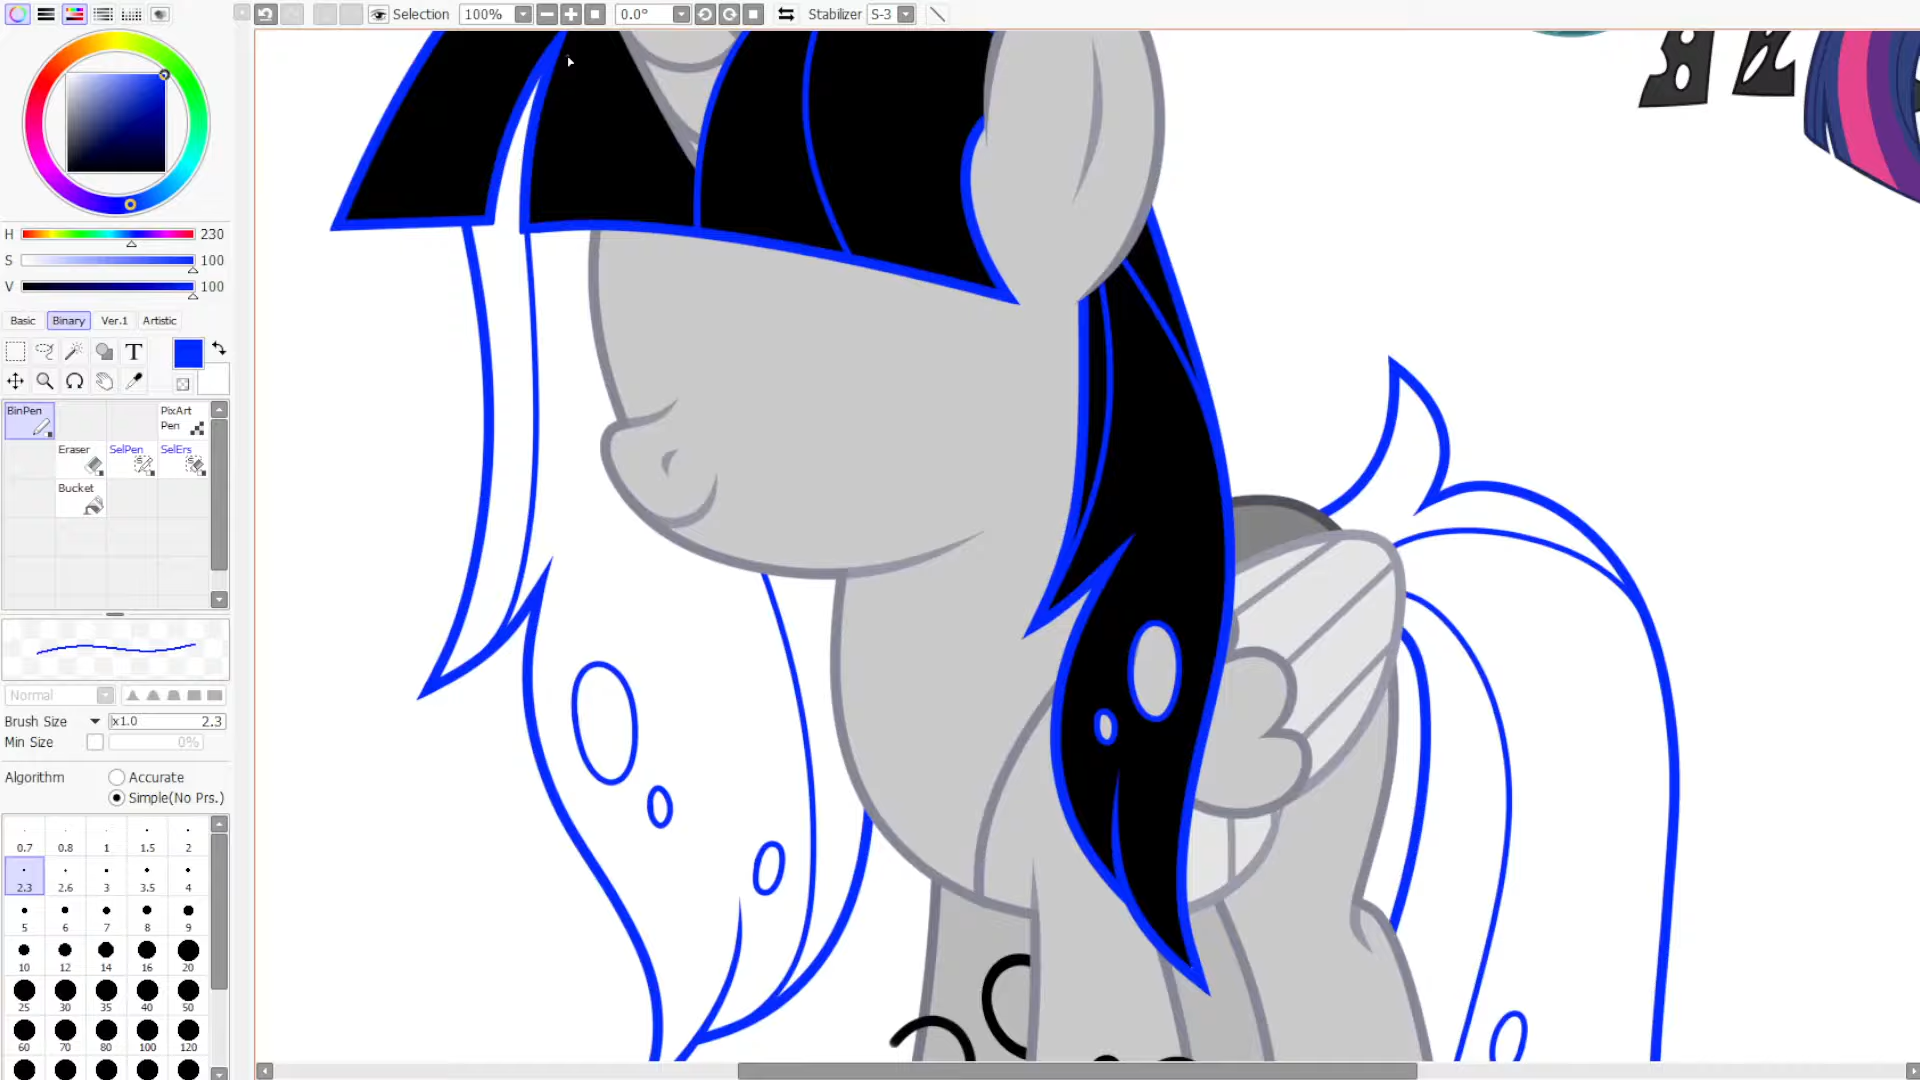 Selection 100% 0.0° Stabilizer S-3
H 230
S 100
V 100
Basic Binary Ver.1 Artistic
T
BinPen PixArt Pen
Eraser SelPen SelErs
Bucket
Normal
Brush Size x1.0 2.3
Min Size 0%
Algorithm Accurate
Simple(No Prs.)
0.7 0.8 1 1.5 2
2.3 2.6 3 3.5 4
5 6 7 8 9
10 12 14 16 20
25 30 35 40 50
60 70 80 100 120